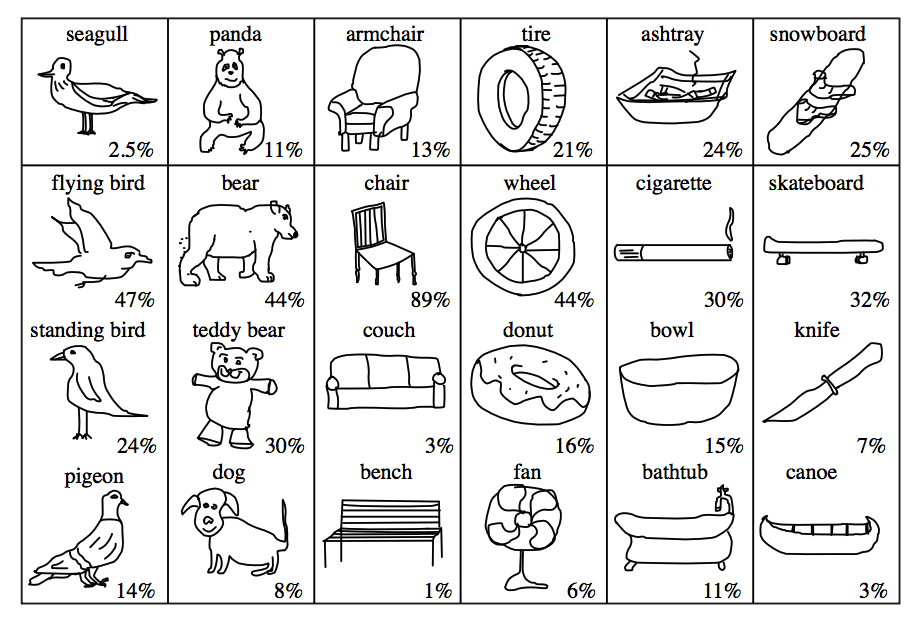 seagull panda armchair tire ashtray snowboard
2.5% 11% 13% 21% 24% 25%
flying bird bear chair wheel cigarette skateboard
47% 44% 89% 44% 30% 32%
standing bird teddy bear couch donut bowl knife
24% 30% 3% 16% 15% 7%
pigeon dog bench fan bathtub canoe
14% 8% 1% 6% 11% 3%